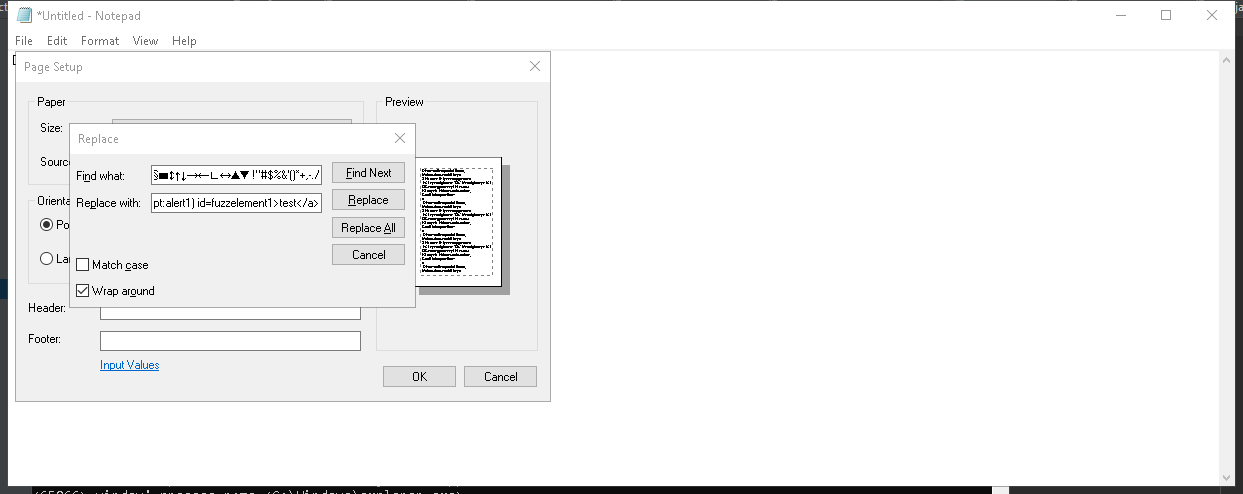 *Untitled - Notepad
File Edit Format View Help
Page Setup
Paper
Preview
Size:
Replace
Source
Find what: §▬↕↑↓→←∟↔▲▼ !"#$%&'()*+,-./
Find Next
Replace with: pt:alert1) id=fuzzelement1>test</a>
Replace
Orienta
Po
Replace All
Cancel
La
Match case
Wrap around
Header:
Footer:
Input Values
OK
Cancel